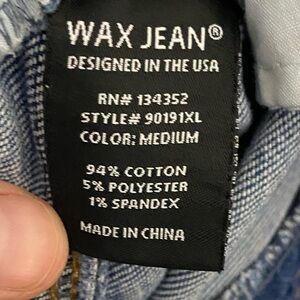 WAX JEAN®
DESIGNED IN THE USA
RN# 134352
STYLE# 90191XL
COLOR: MEDIUM
94% COTTON
5% POLYESTER
1% SPANDEX
MADE IN CHINA